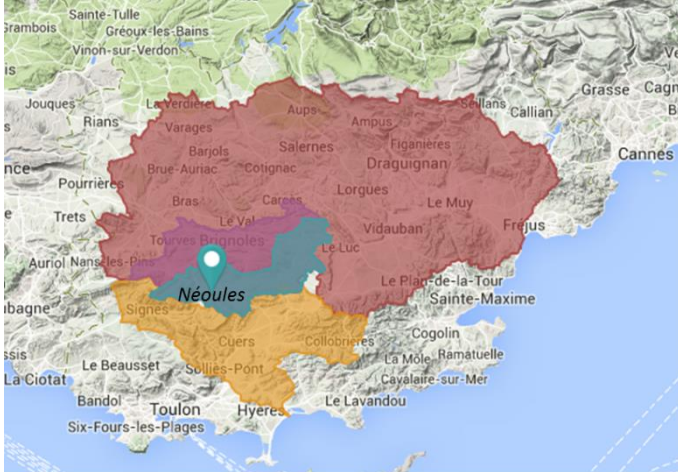 Sainte-Tulle
Grambois
Gréoux-les-Bains
Vinon-sur-Verdon
Jouques
Rians
La Verdière
Varages
Aups
Ampus
Seillans
Callian
Grasse
Barjols
Salernes
Figanières
Cannes
Brue-Auriac
Cotignac
Draguignan
Pourrières
Lorgues
Trets
Bras
Carcès
Le Muy
Le Val
Vidauban
Fréjus
Tourves
Brignoles
Le Luc
Auriol
Nans-les-Pins
Le Plan-de-la-Tour
Néoules
Sainte-Maxime
Signes
Cuers
Collobrières
Cogolin
La Môle
Ramatuelle
Le Beausset
Solliès-Pont
La Ciotat
Cavalaire-sur-Mer
Bandol
Toulon
Hyères
Le Lavandou
Six-Fours-les-Plages